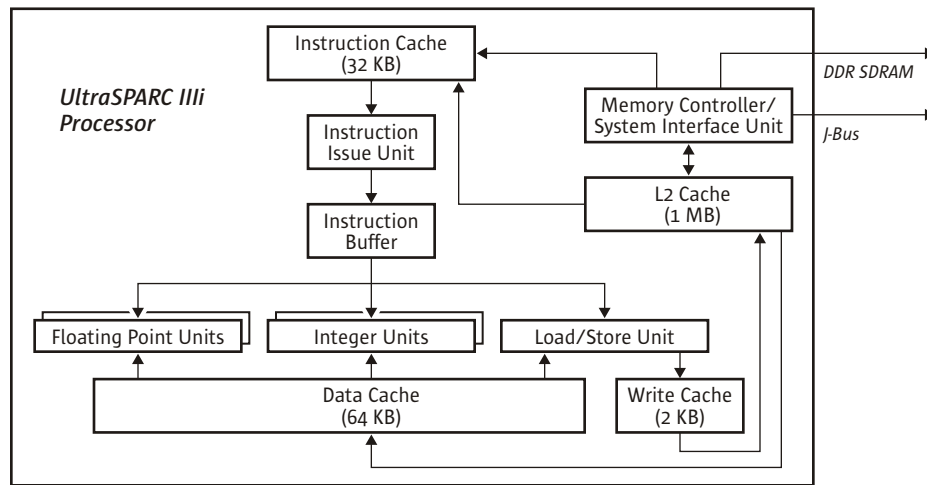 Instruction Cache
(32 KB)
DDR SDRAM
UltraSPARC IIIi
Processor
Memory Controller/
System Interface Unit
J-Bus
Instruction
Issue Unit
L2 Cache
(1 MB)
Instruction
Buffer
Floating Point Units
Integer Units
Load/Store Unit
Data Cache
(64 KB)
Write Cache
(2 KB)